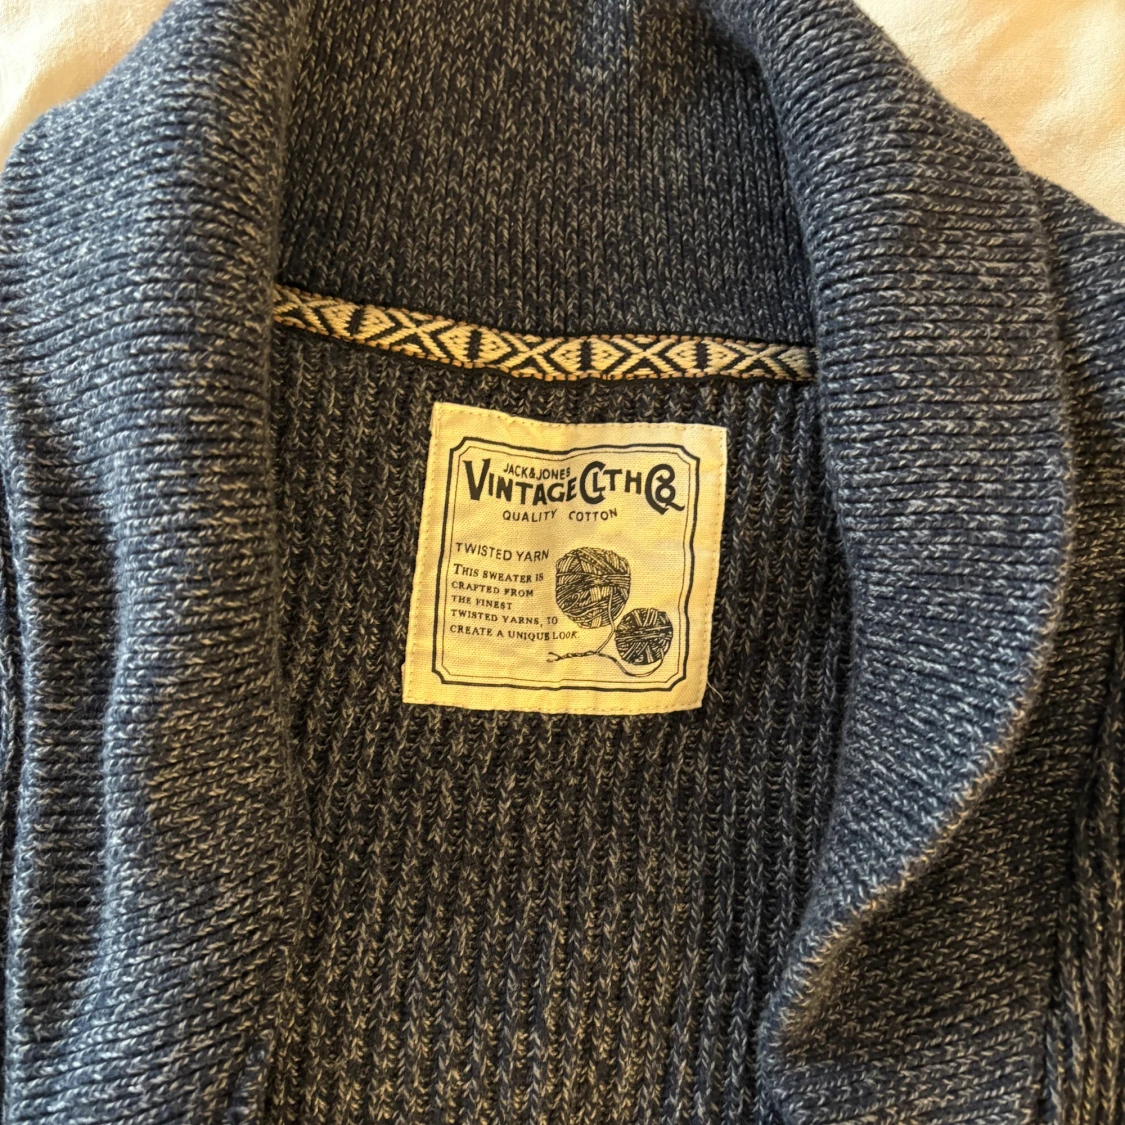 JACK & JONES
VINTAGE CLTH CO
QUALITY COTTON
TWISTED YARN
THIS SWEATER IS
CRAFTED FROM
THE FINEST
TWISTED YARNS, TO
CREATE A UNIQUE LOOK.